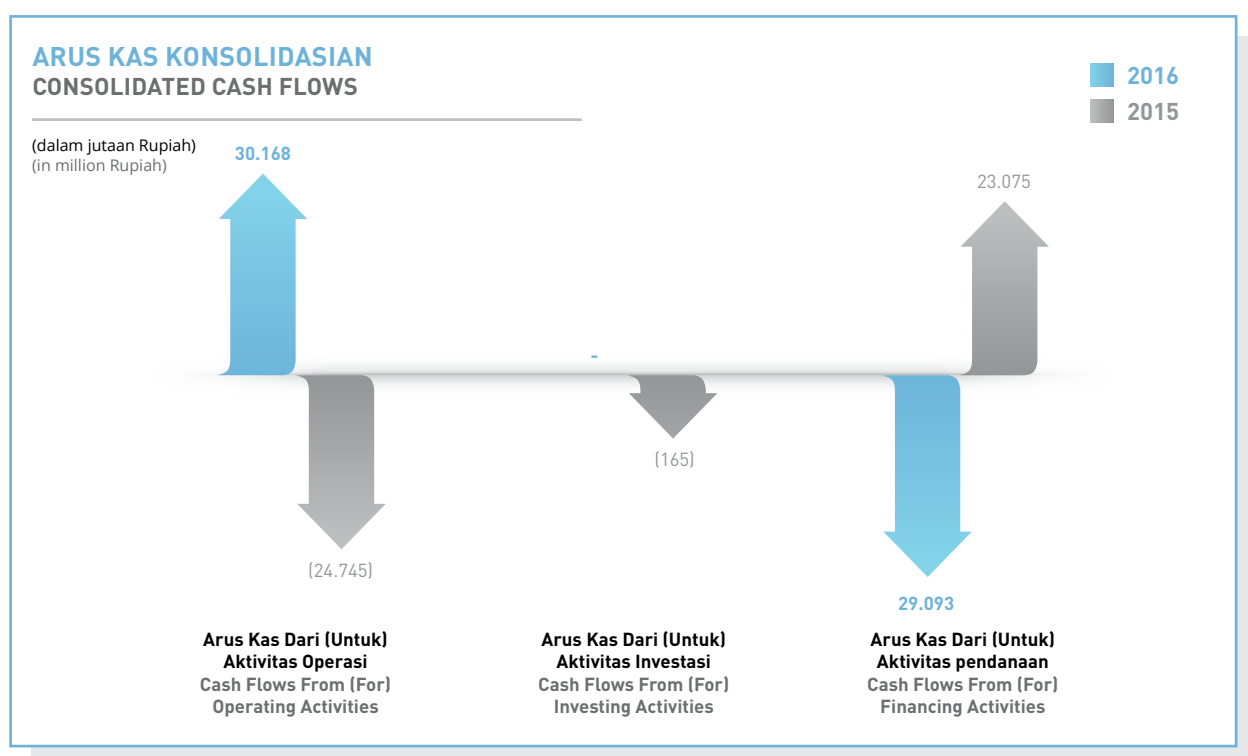 ARUS KAS KONSOLIDASIAN
CONSOLIDATED CASH FLOWS
2016
2015
(dalam jutaan Rupiah)
(in million Rupiah)
30.168
23.075
-
(165)
(24.745)
29.093
Arus Kas Dari (Untuk)
Aktivitas Operasi
Cash Flows From (For)
Operating Activities
Arus Kas Dari (Untuk)
Aktivitas Investasi
Cash Flows From (For)
Investing Activities
Arus Kas Dari (Untuk)
Aktivitas pendanaan
Cash Flows From (For)
Financing Activities